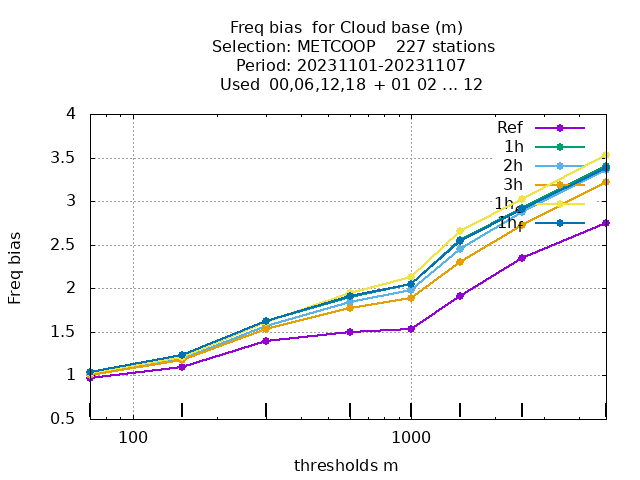 Freq bias  for Cloud base (m)
Selection: METCOOP    227 stations
Period: 20231101-20231107
Used  00,06,12,18  + 01 02 ... 12
4
3.5
3
2.5
2
1.5
1
0.5
Freq bias
Ref
1h
2h
3h
1he
1hf
100
1000
thresholds m